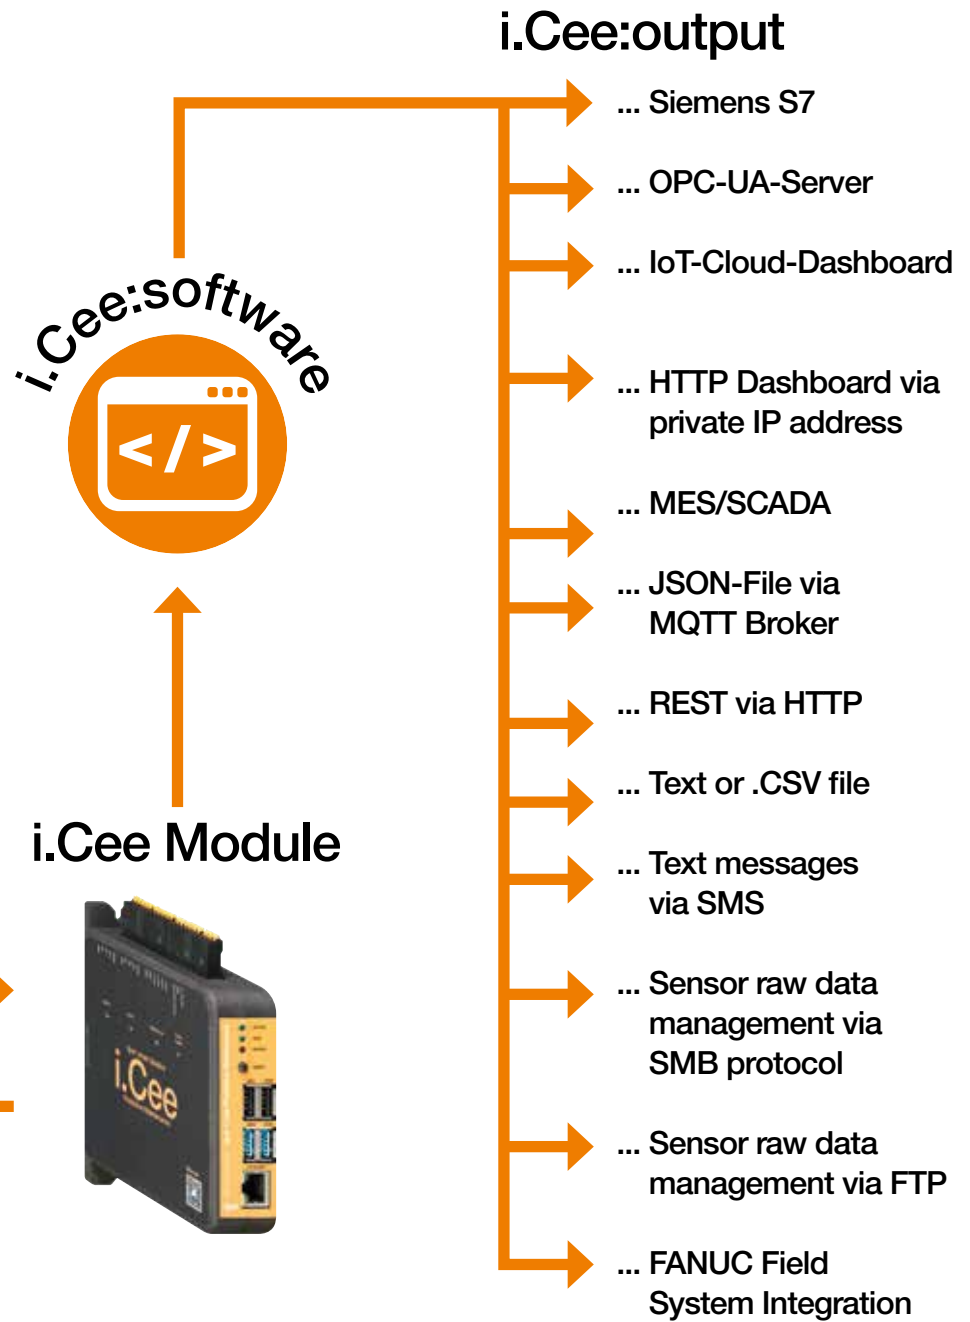 i.Cee:output
... Siemens S7
... OPC-UA-Server
... IoT-Cloud-Dashboard
i.Cee:software
</>
... HTTP Dashboard via
private IP address
... MES/SCADA
... JSON-File via
MQTT Broker
... REST via HTTP
... Text or .CSV file
i.Cee Module
... Text messages
via SMS
i.Cee
... Sensor raw data
management via
SMB protocol
... Sensor raw data
management via FTP
... FANUC Field
System Integration